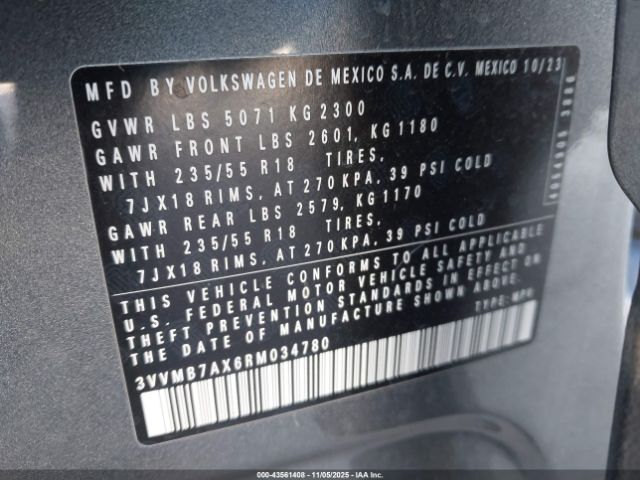 MFD BY VOLKSWAGEN DE MEXICO S.A. DE C.V. MEXICO 10/23
GVWR LBS 5071 KG 2300
GAWR FRONT LBS 2601, KG 1180
WITH 235/55 R18 TIRES,
7JX18 RIMS, AT 270 KPA, 39 PSI COLD
GAWR REAR LBS 2579, KG 1170
WITH 235/55 R18 TIRES,
7JX18 RIMS, AT 270 KPA, 39 PSI COLD
THIS VEHICLE CONFORMS TO ALL APPLICABLE
U.S. FEDERAL MOTOR VEHICLE SAFETY AND
THEFT PREVENTION STANDARDS IN EFFECT ON
THE DATE OF MANUFACTURE SHOWN ABOVE.
3VVMB7AX6RM034780 TYPE: MPV
000-43561408 11/05/2025 IAAI.COM